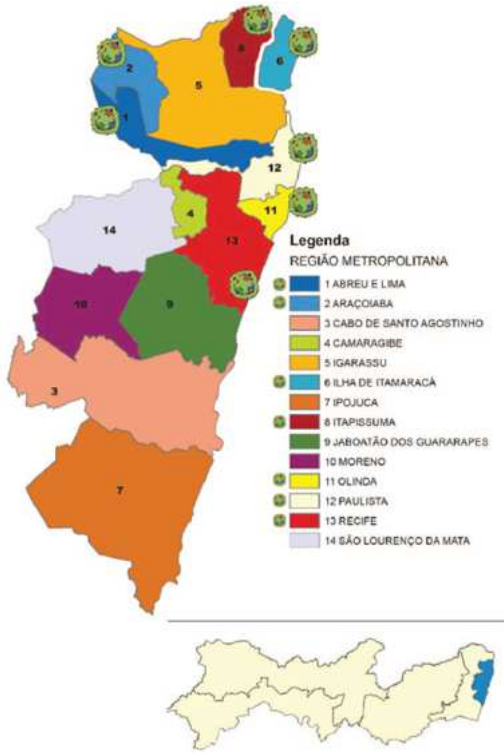 8
2
6
5
1
12
11
4
14
13
10
9
3
7
Legenda
REGIÃO METROPOLITANA
1 ABREU E LIMA
2 ARAÇOIABA
3 CABO DE SANTO AGOSTINHO
4 CAMARAGIBE
5 IGARASSU
6 ILHA DE ITAMARACÁ
7 IPOJUCA
8 ITAPISSUMA
9 JABOATÃO DOS GUARARAPES
10 MORENO
11 OLINDA
12 PAULISTA
13 RECIFE
14 SÃO LOURENÇO DA MATA